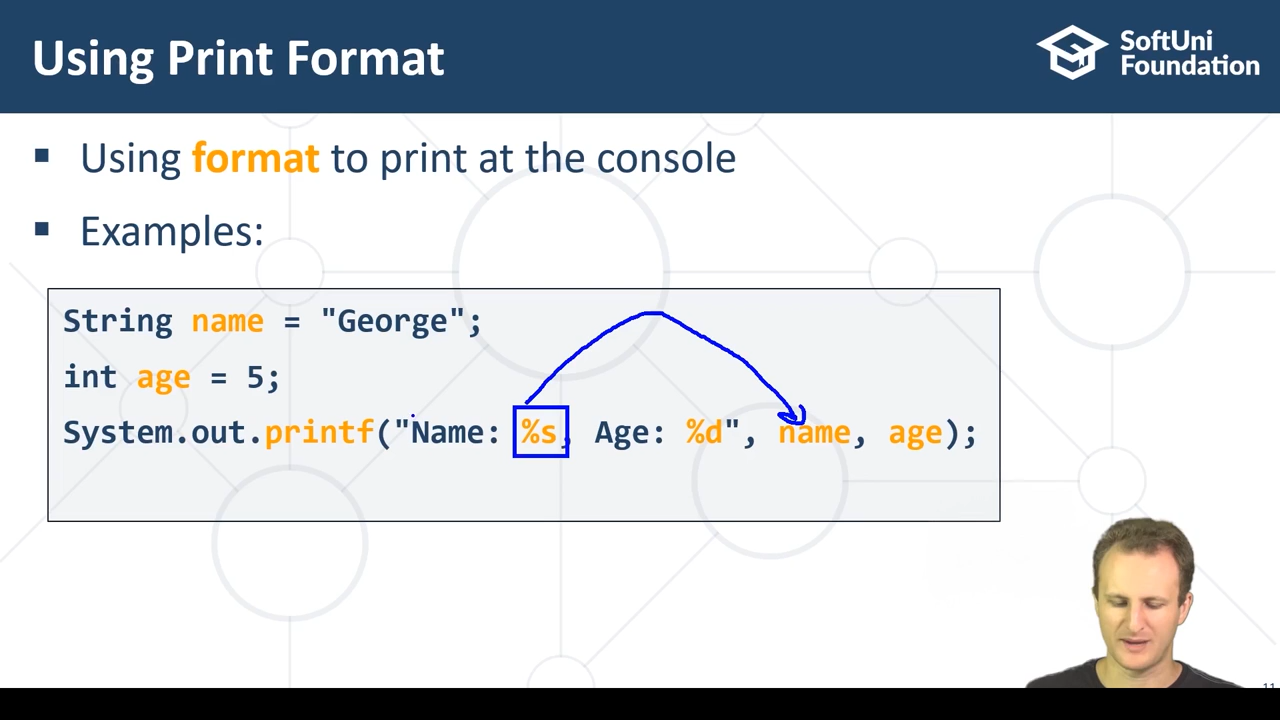 Using Print Format
SoftUni
Foundation
▪ Using format to print at the console
▪ Examples:
String name = "George";
int age = 5;
System.out.printf("Name: %s, Age: %d", name, age);
11